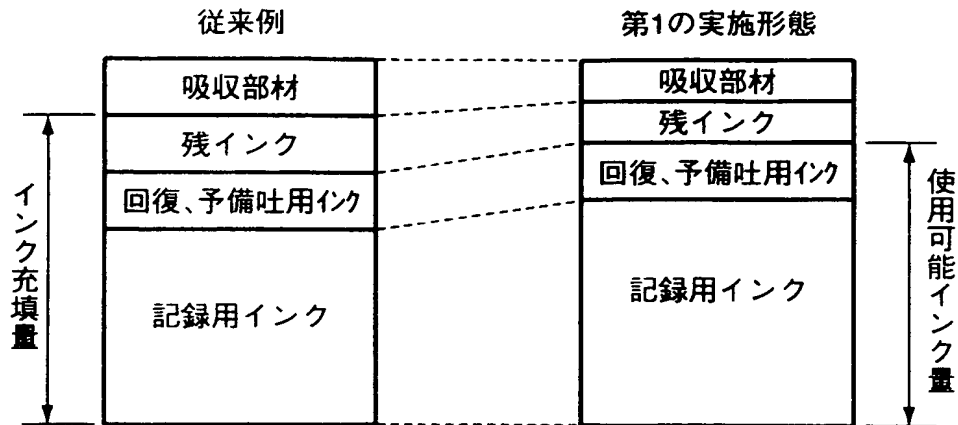 従来例
第1の実施形態
吸収部材
残インク
回復、予備吐用インク
記録用インク
インク充填量
吸収部材
残インク
回復、予備吐用インク
記録用インク
使用可能インク量